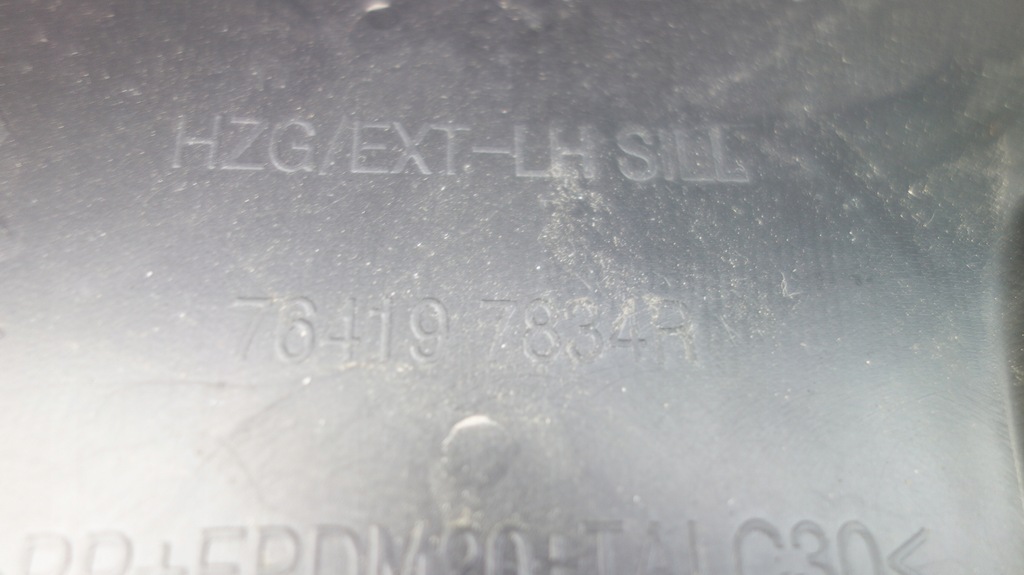 HZG/EXT-LH SILL
76419 7834R
PP+EPDM20+TALC30<